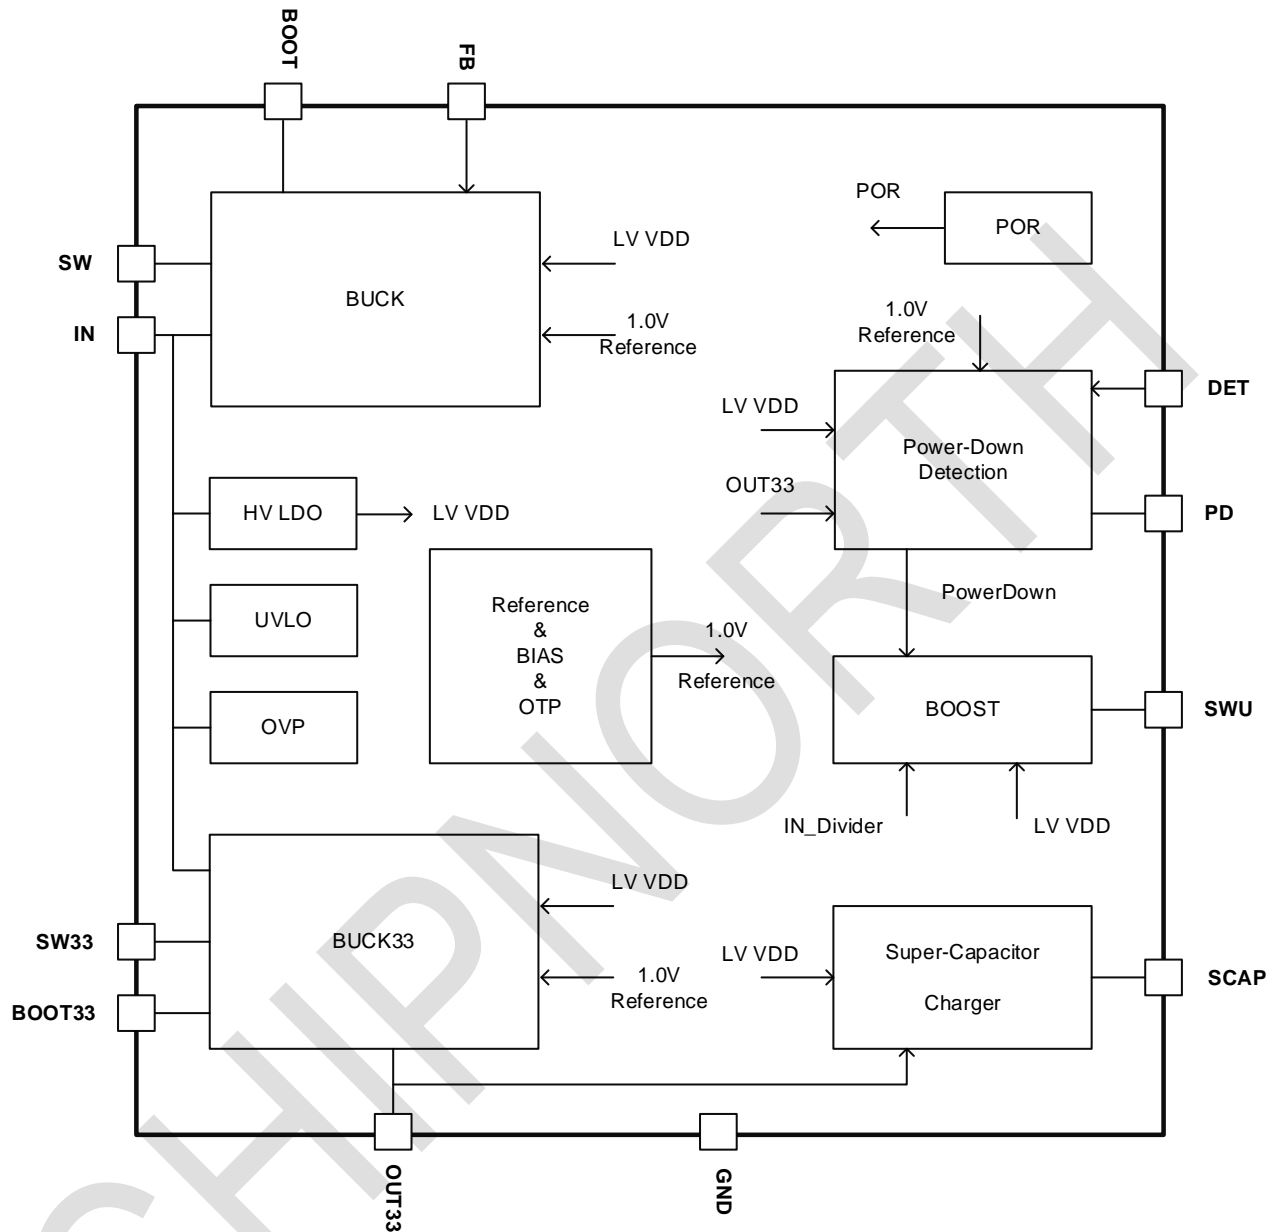 BOOT
FB
POR
POR
SW
LV VDD
BUCK
IN
1.0V
Reference
1.0V
Reference
DET
LV VDD
Power-Down
Detection
OUT33
HV LDO
LV VDD
PD
PowerDown
UVLO
Reference
&
BIAS
&
OTP
1.0V
Reference
OVP
BOOST
SWU
IN_Divider
LV VDD
LV VDD
SW33
BUCK33
LV VDD
Super-Capacitor
Charger
1.0V
Reference
SCAP
BOOT33
OUT33
GND
CHIPNORTH